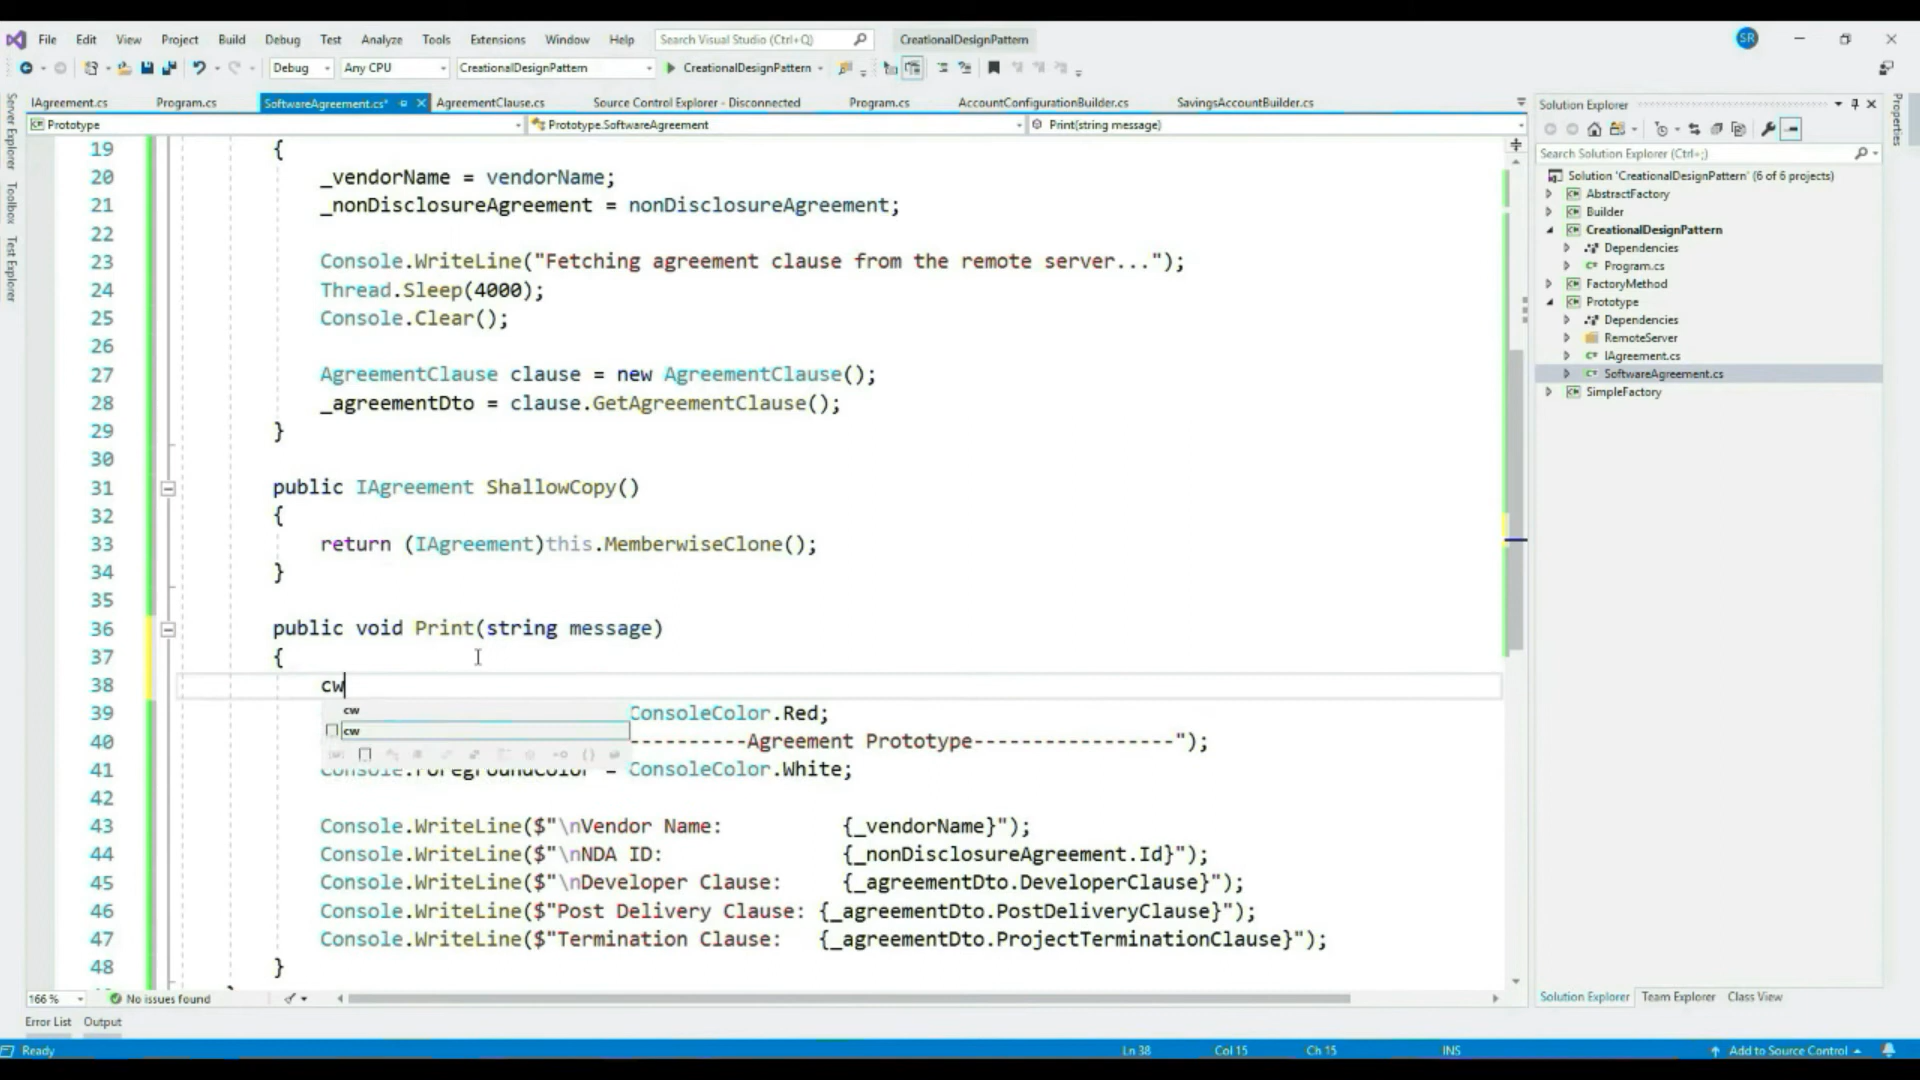 File Edit View Project Build Debug Test Analyze Tools Extensions Window Help Search Visual Studio (Ctrl+Q) CreationalDesignPattern SR
Debug Any CPU CreationalDesignPattern CreationalDesignPattern
IAgreement.cs Program.cs SoftwareAgreement.cs* AgreementClause.cs Source Control Explorer - Disconnected Program.cs AccountConfigurationBuilder.cs SavingsAccountBuilder.cs
Prototype Prototype.SoftwareAgreement Print(string message)
Server Explorer
Toolbox
Test Explorer
19 {
20 _vendorName = vendorName;
21 _nonDisclosureAgreement = nonDisclosureAgreement;
22
23 Console.WriteLine("Fetching agreement clause from the remote server...");
24 Thread.Sleep(4000);
25 Console.Clear();
26
27 AgreementClause clause = new AgreementClause();
28 _agreementDto = clause.GetAgreementClause();
29 }
30
31 public IAgreement ShallowCopy()
32 {
33 return (IAgreement)this.MemberwiseClone();
34 }
35
36 public void Print(string message)
37 {
38 cw
cw
cw
39 ConsoleColor.Red;
40 ----------Agreement Prototype-----------------");
41 Console.ForegroundColor = ConsoleColor.White;
42
43 Console.WriteLine($"\nVendor Name: {_vendorName}");
44 Console.WriteLine($"\nNDA ID: {_nonDisclosureAgreement.Id}");
45 Console.WriteLine($"\nDeveloper Clause: {_agreementDto.DeveloperClause}");
46 Console.WriteLine($"Post Delivery Clause: {_agreementDto.PostDeliveryClause}");
47 Console.WriteLine($"Termination Clause: {_agreementDto.ProjectTerminationClause}");
48 }
166 % No issues found
Error List Output
Ready Ln 38 Col 15 Ch 15 INS Add to Source Control
Solution Explorer
Search Solution Explorer (Ctrl+;)
Solution 'CreationalDesignPattern' (6 of 6 projects)
AbstractFactory
Builder
CreationalDesignPattern
Dependencies
Program.cs
FactoryMethod
Prototype
Dependencies
RemoteServer
IAgreement.cs
SoftwareAgreement.cs
SimpleFactory
Solution Explorer Team Explorer Class View
Properties